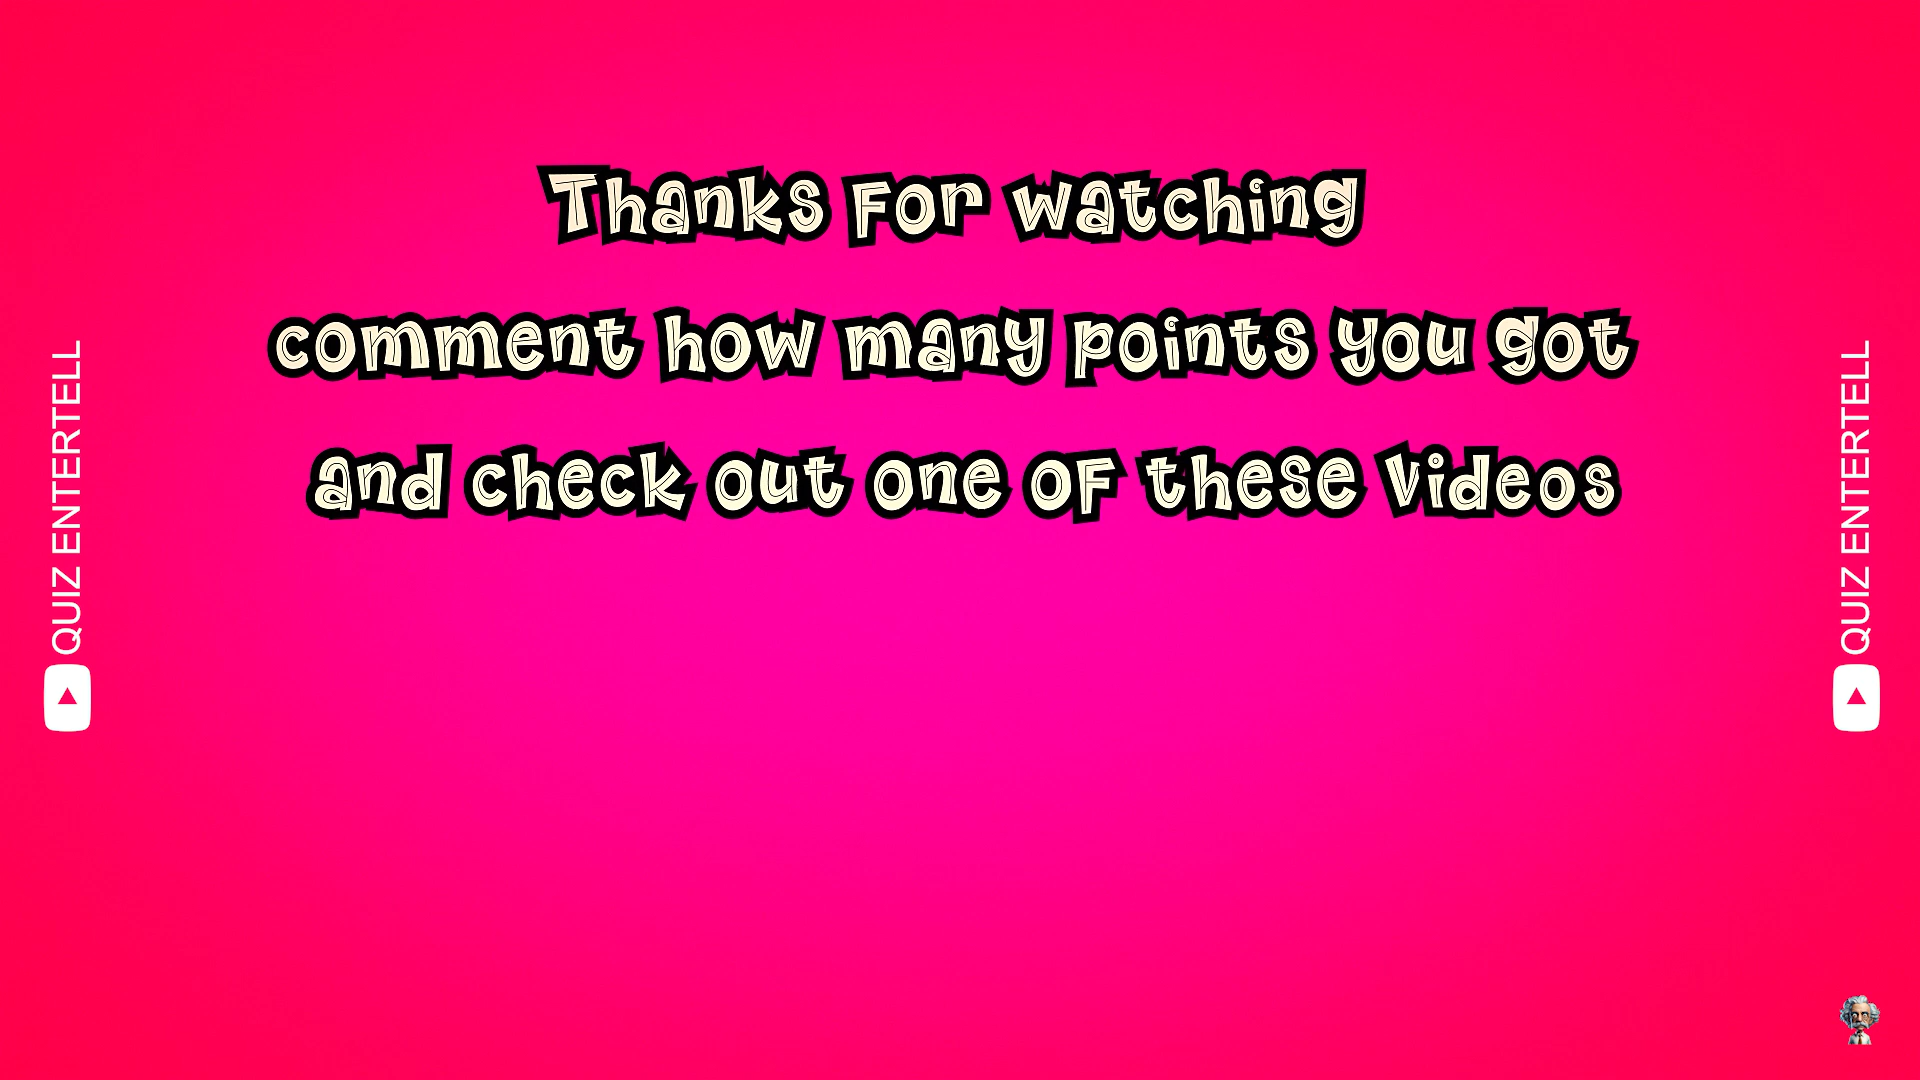 Thanks For watching
comment how many points you got
and check out one of these videos
QUIZ ENTERTELL
QUIZ ENTERTELL